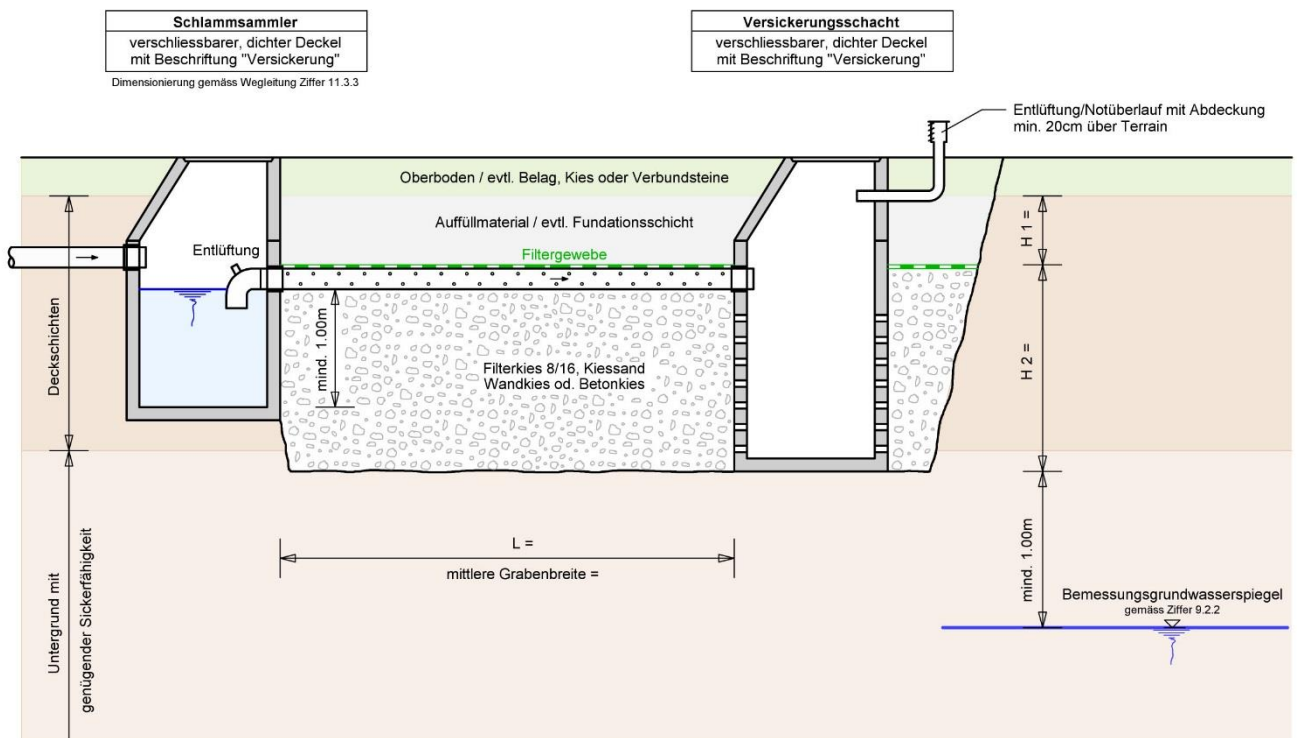 Schlammsammler
verschliessbarer, dichter Deckel
mit Beschriftung "Versickerung"
Dimensionierung gemäss Wegleitung Ziffer 11.3.3
Versickerungsschacht
verschliessbarer, dichter Deckel
mit Beschriftung "Versickerung"
Entlüftung/Notüberlauf mit Abdeckung
min. 20cm über Terrain
Oberboden / evtl. Belag, Kies oder Verbundsteine
Auffüllmaterial / evtl. Fundationsschicht
Filtergewebe
Entlüftung
H 1 =
Deckschichten
mind. 1.00m
Filterkies 8/16, Kiessand
Wandkies od. Betonkies
H 2 =
L =
mittlere Grabenbreite =
Untergrund mit
genügender Sickerfähigkeit
mind. 1.00m
Bemessungsgrundwasserspiegel
gemäss Ziffer 9.2.2